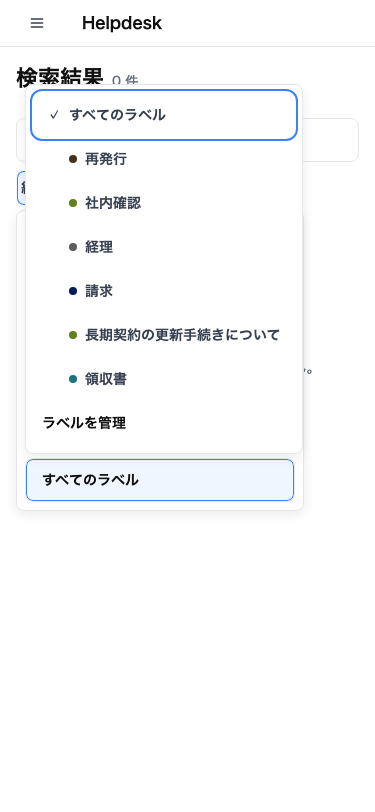 Helpdesk
検索結果 0 件
✓ すべてのラベル
再発行
社内確認
経理
請求
長期契約の更新手続きについて
領収書
ラベルを管理
すべてのラベル